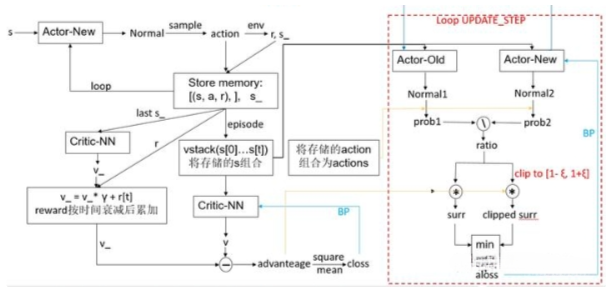 s
Actor-New
Normal
sample
action
env
r, s_
loop
Store memory:
[(s, a, r), ], s_
last s_
episode
r
Critic-NN
v_
vstack(s[0]...s[t])
将存储的s组合
将存储的action
组合为actions
v_ = v_* γ + r[t]
reward按时间衰减后累加
Critic-NN
BP
v_
v
−
advanteage
square
mean
closs
Loop UPDATE_STEP
Actor-Old
Actor-New
Normal1
Normal2
prob1
\
prob2
BP
ratio
clip to [1- ξ, 1+ξ]
*
*
surr
clipped surr
min
aloss